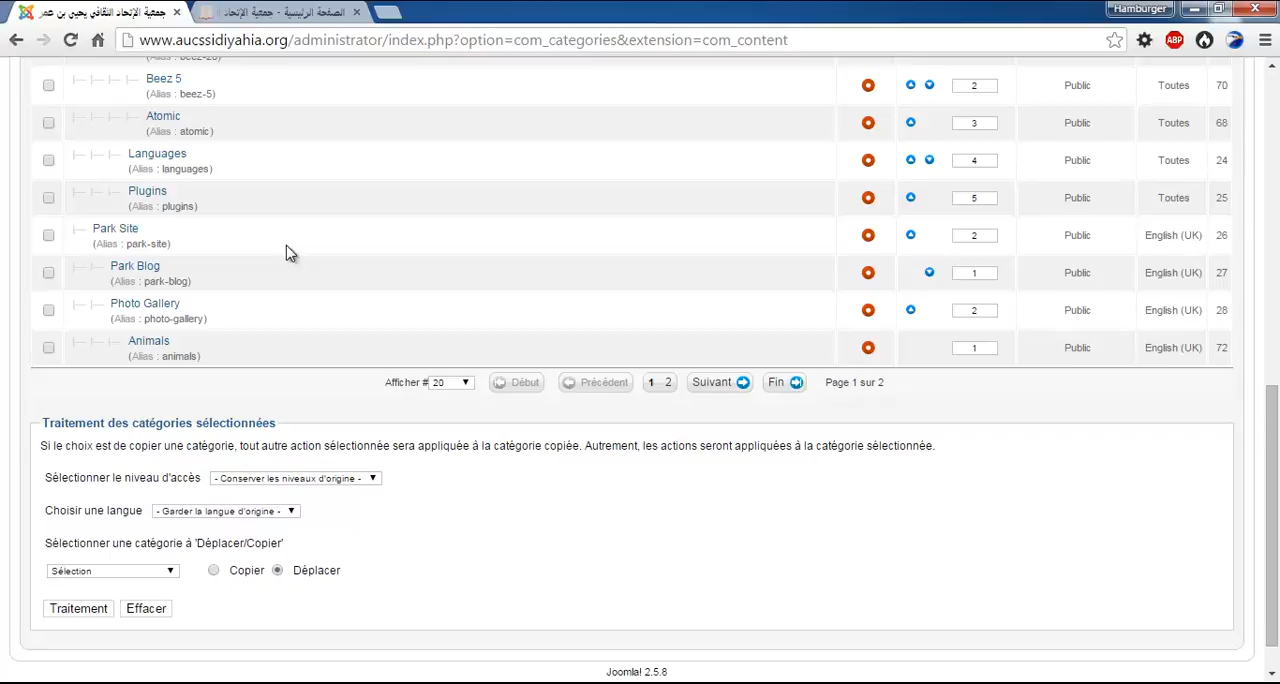 جمعية الإتحاد الثقافي يحيي بن عمر
الصفحة الرئيسية - جمعية الإتحاد
Hamburger
www.aucssidiyahia.org/administrator/index.php?option=com_categories&extension=com_content
ABP
Beez 5 2 Public Toutes 70
(Alias : beez-5)
Atomic 3 Public Toutes 68
(Alias : atomic)
Languages 4 Public Toutes 24
(Alias : languages)
Plugins 5 Public Toutes 25
(Alias : plugins)
Park Site 2 Public English (UK) 26
(Alias : park-site)
Park Blog 1 Public English (UK) 27
(Alias : park-blog)
Photo Gallery 2 Public English (UK) 28
(Alias : photo-gallery)
Animals 1 Public English (UK) 72
(Alias : animals)
Afficher # 20 Début Précédent 1 2 Suivant Fin Page 1 sur 2
Traitement des catégories sélectionnées
Si le choix est de copier une catégorie, tout autre action sélectionnée sera appliquée à la catégorie copiée. Autrement, les actions seront appliquées à la catégorie sélectionnée.
Sélectionner le niveau d'accès - Conserver les niveaux d'origine -
Choisir une langue - Garder la langue d'origine -
Sélectionner une catégorie à 'Déplacer/Copier'
Sélection Copier Déplacer
Traitement Effacer
Joomla! 2.5.8